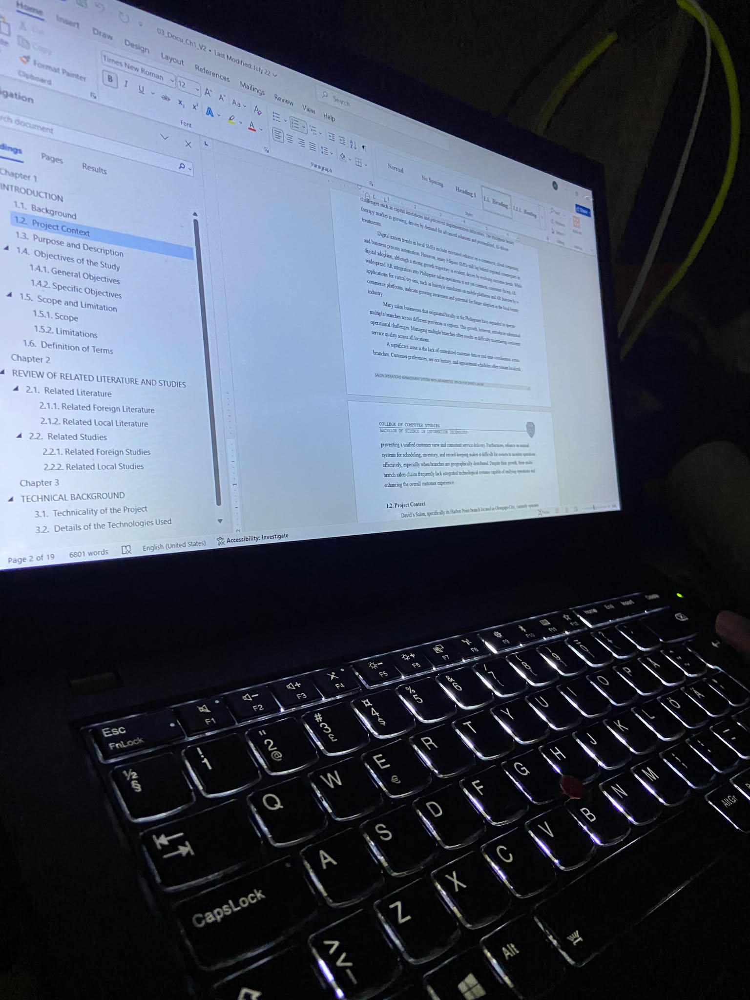 Home
Insert
Draw
Design
Layout
References
Mailings
Review
View
Help
03_Docu_Ch1_V2 • Last Modified: July 22
Search
Copy
Format Painter
Clipboard
Times New Roman
12
Font
Paragraph
Normal
No Spacing
Heading 1
1.1. Heading
1.1.1. Heading
Styles
Pages
Results
Chapter 1
INTRODUCTION
1.1. Background
1.2. Project Context
1.3. Purpose and Description
1.4. Objectives of the Study
1.4.1. General Objectives
1.4.2. Specific Objectives
1.5. Scope and Limitation
1.5.1. Scope
1.5.2. Limitations
1.6. Definition of Terms
Chapter 2
REVIEW OF RELATED LITERATURE AND STUDIES
2.1. Related Literature
2.1.1. Related Foreign Literature
2.1.2. Related Local Literature
2.2. Related Studies
2.2.1. Related Foreign Studies
2.2.2. Related Local Studies
Chapter 3
TECHNICAL BACKGROUND
3.1. Technicality of the Project
3.2. Details of the Technologies Used
Page 2 of 19
6801 words
English (United States)
Accessibility: Investigate
challenges such as capital limitations and perceived implementation The Philippine beauty
therapy market is growing, driven by demand for advanced solutions and personalized, AI-driven
treatments.
Digitalization trends in local SMEs include increased reliance on e-commerce, cloud computing,
and business process automation. However, many Filipino SMEs still lag behind regional counterparts in
digital adoption, although a strong growth trajectory is evident, driven by evolving customer needs. While
widespread AR integration into Philippine salon operations is not yet common, consumer-facing AR
applications for virtual try-ons, such as hairstyle simulators on mobile platforms and AR features by e-
commerce platforms, indicate growing awareness and potential for future adoption in the local beauty
industry.
Many salon businesses that originated locally in the Philippines have expanded to operate
multiple branches across different provinces or regions. This growth, however, introduces substantial
operational challenges. Managing multiple branches often results in difficulty maintaining consistent
service quality across all locations.
A significant issue is the lack of centralized customer data or real-time coordination across
branches. Customer preferences, service history, and appointment schedules often remain localized,
SALON OPERATIONS MANAGEMENT SYSTEM WITH AR HAIRSTYLE TRY-ON FOR DAVID'S SALON
COLLEGE OF COMPUTER STUDIES
BACHELOR OF SCIENCE IN INFORMATION TECHNOLOGY
preventing a unified customer view and consistent service delivery. Furthermore, reliance on manual
systems for scheduling, inventory, and record-keeping makes it difficult for owners to monitor operations
effectively, especially when branches are geographically distributed. Despite their growth, these multi-
branch salon chains frequently lack integrated technological systems capable of unifying operations and
enhancing the overall customer experience.
1.2. Project Context
David's Salon, specifically its Harbor Point branch located in Olongapo City, currently operates
Esc FnLock F1 F2 F3 F4 F5 F6 F7 F8 F9 F10 F11 F12 Home End Insert
½ § ! 1 " 2 @ # 3 £ ¤ 4 $ % 5 & 6 / 7 ( 8 ) 9 = 0
Q W E € R T Y U I O P Å
CapsLock A S D F G H J K L Ö Ä
> < | Z X C V B N M
Alt AltGr